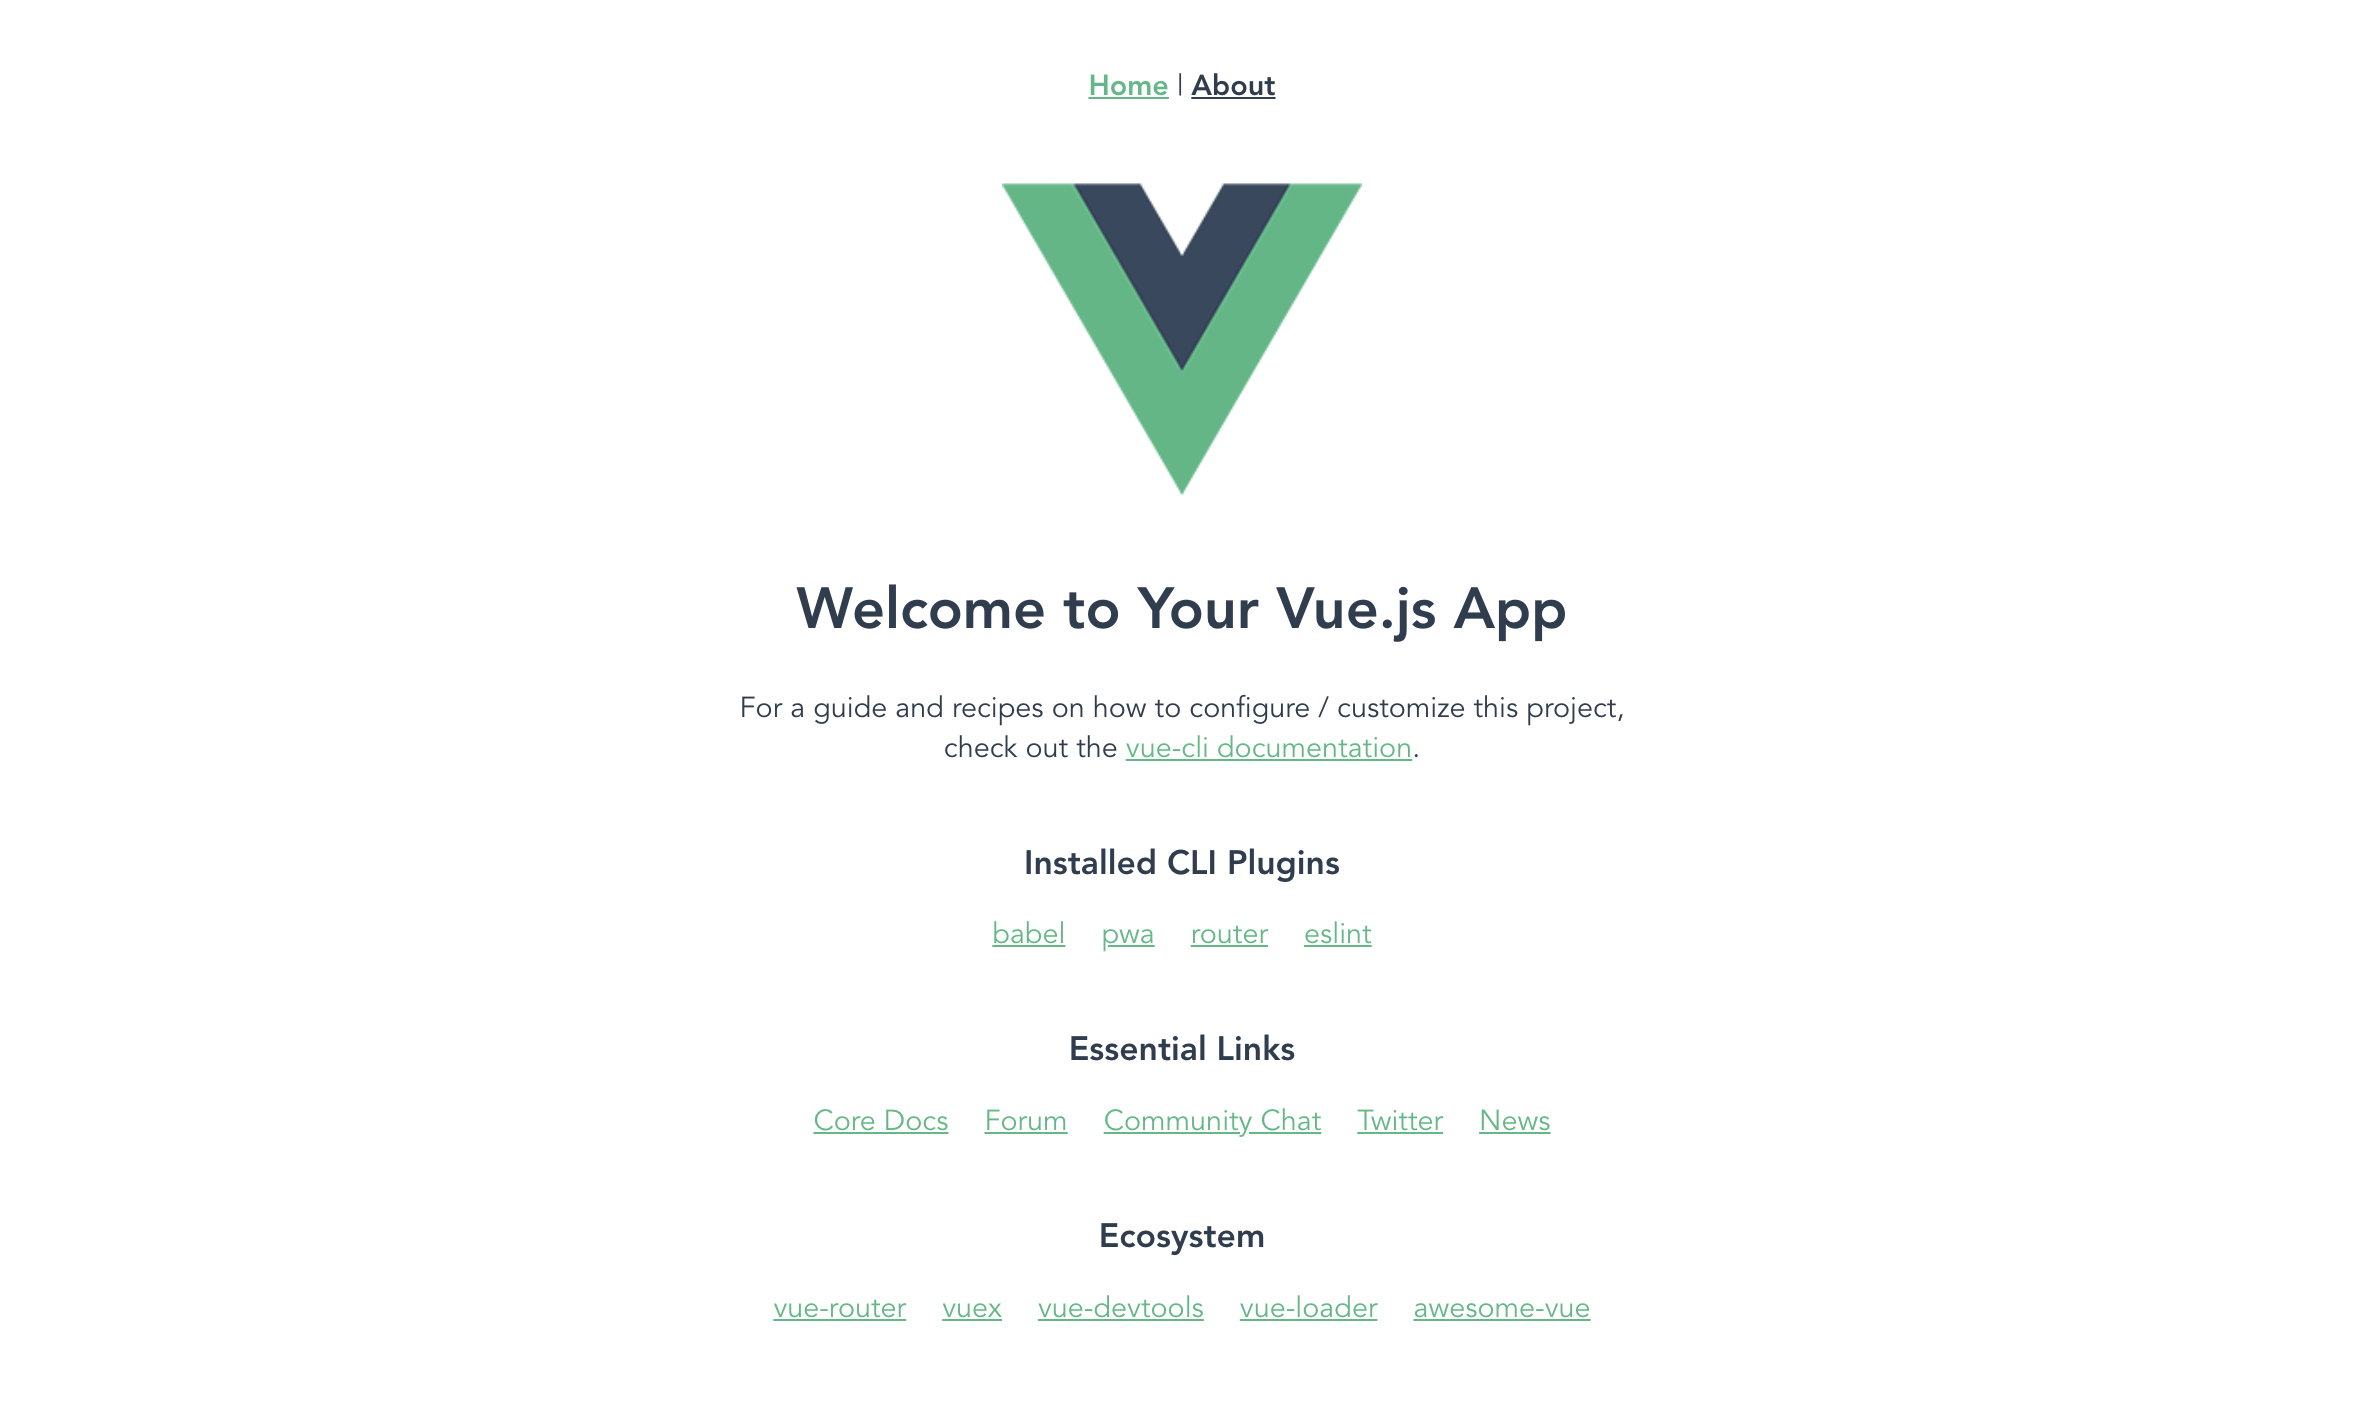 Home | About
Welcome to Your Vue.js App
For a guide and recipes on how to configure / customize this project,
check out the vue-cli documentation.
Installed CLI Plugins
babel pwa router eslint
Essential Links
Core Docs Forum Community Chat Twitter News
Ecosystem
vue-router vuex vue-devtools vue-loader awesome-vue